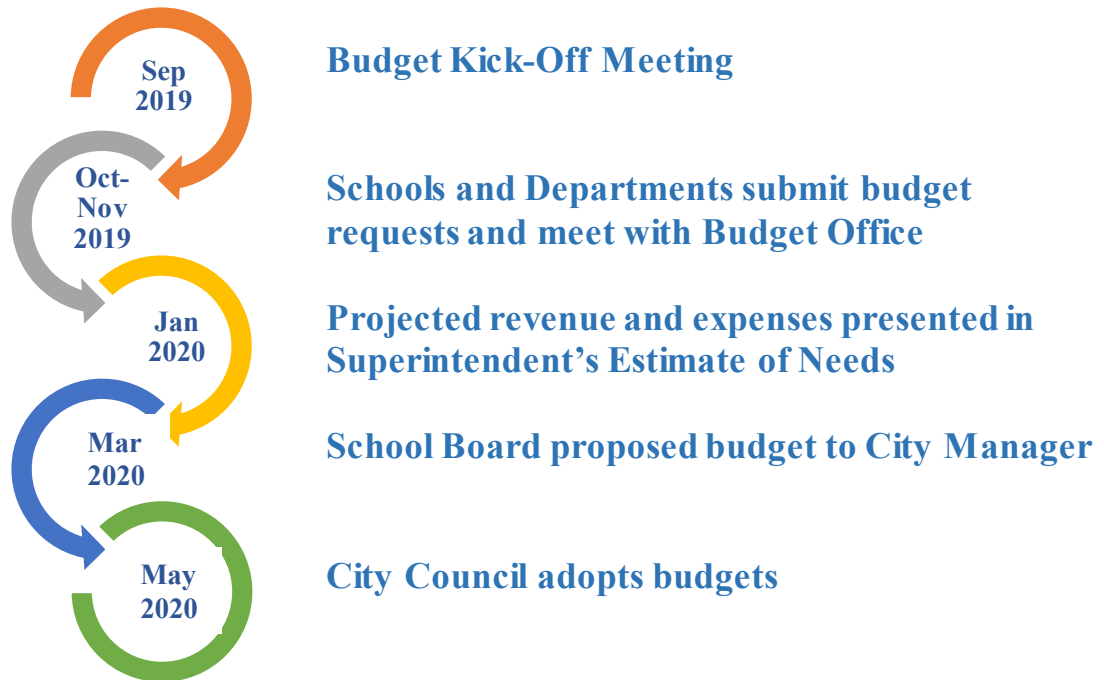 Sep
2019
Budget Kick-Off Meeting
Oct-
Nov
2019
Schools and Departments submit budget
requests and meet with Budget Office
Jan
2020
Projected revenue and expenses presented in
Superintendent’s Estimate of Needs
Mar
2020
School Board proposed budget to City Manager
May
2020
City Council adopts budgets